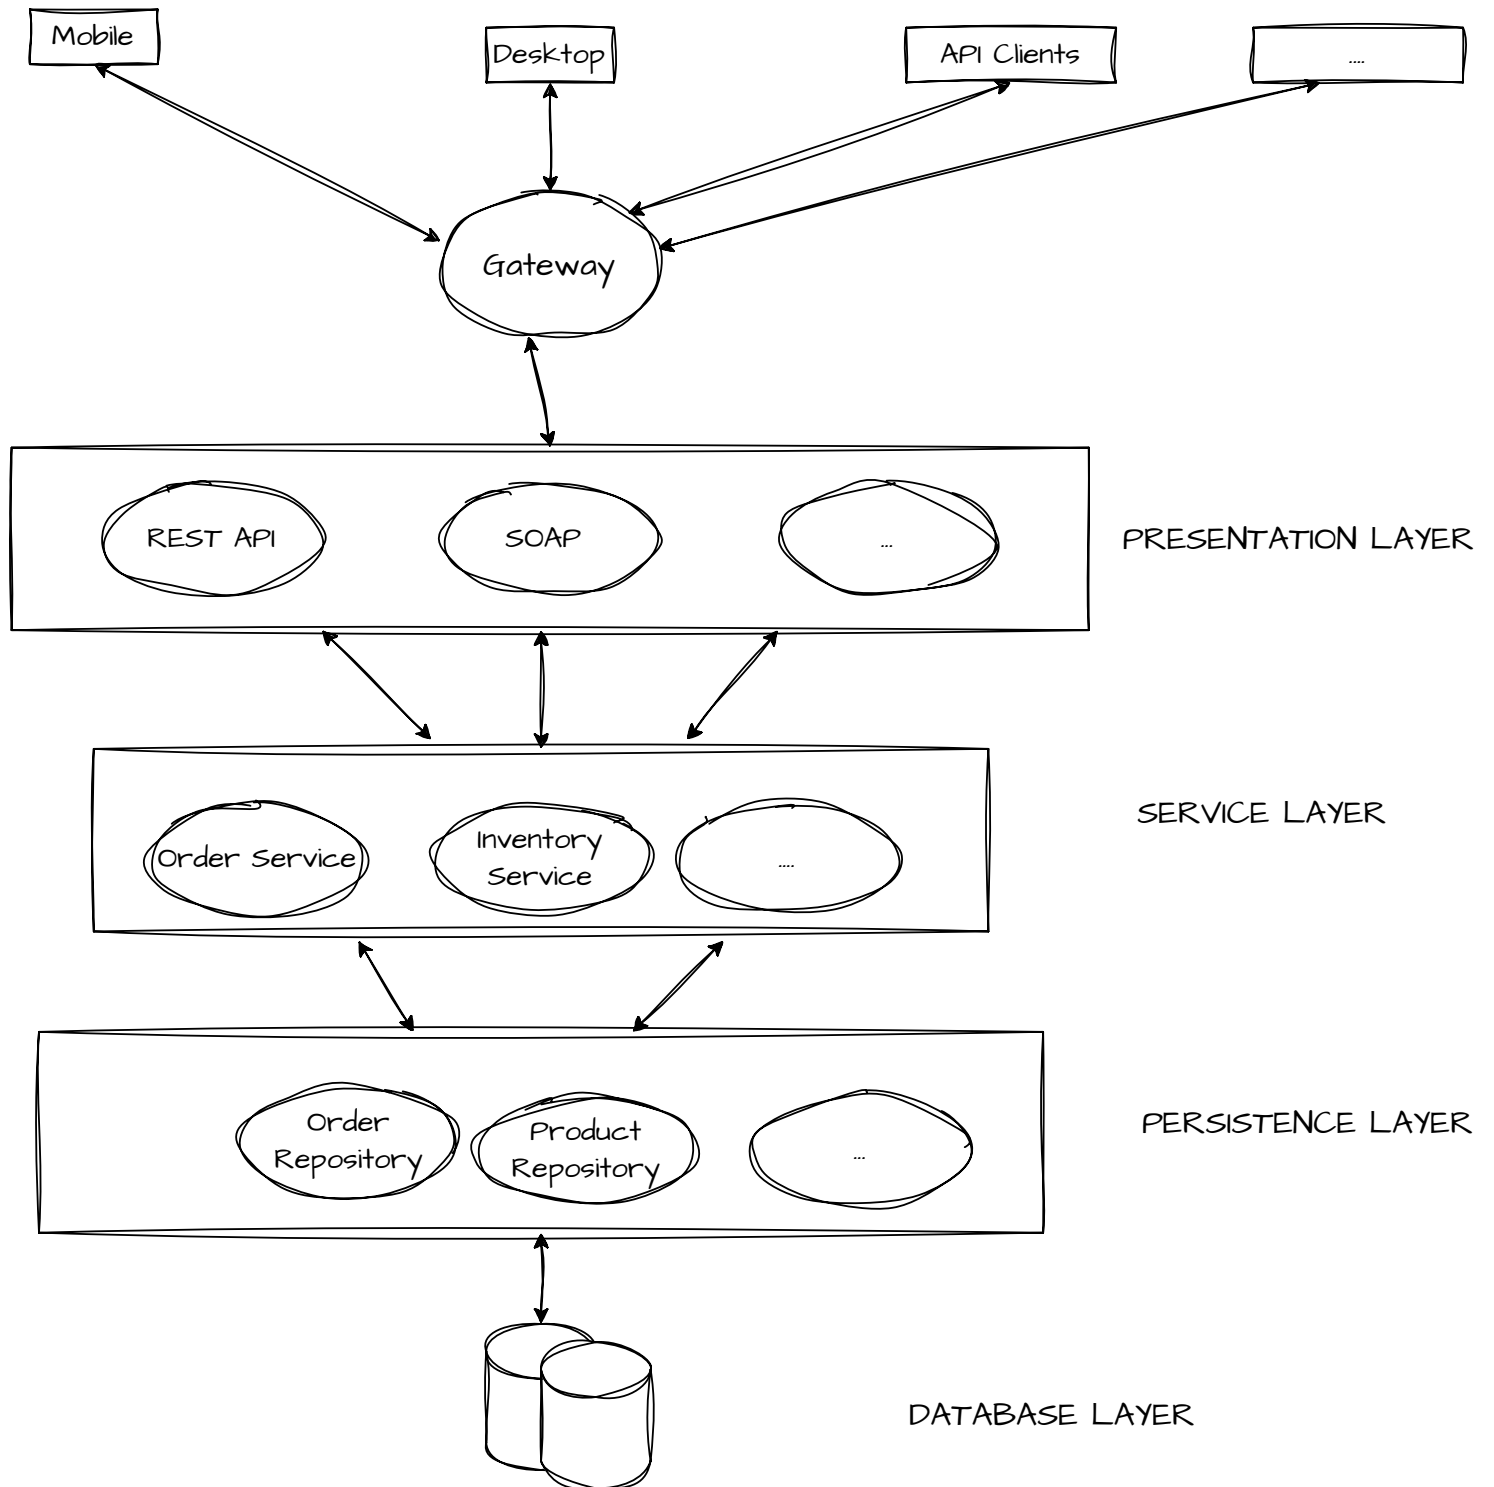 Mobile
Desktop
API Clients
....
Gateway
REST API
SOAP
...
PRESENTATION LAYER
Order Service
Inventory
Service
....
SERVICE LAYER
Order
Repository
Product
Repository
...
PERSISTENCE LAYER
DATABASE LAYER